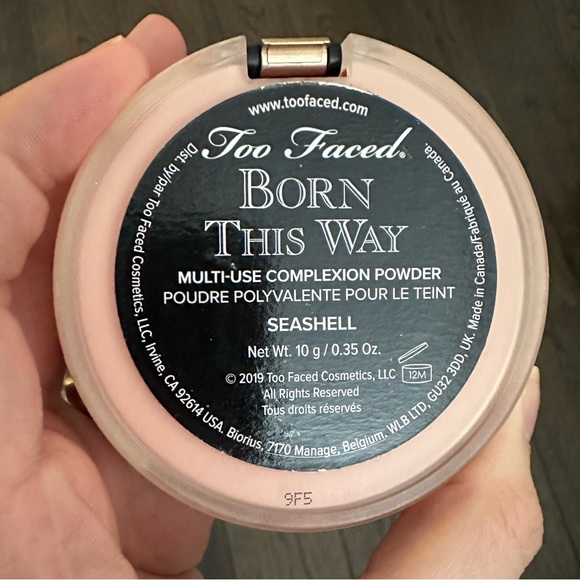 www.toofaced.com
Too Faced.
BORN
THIS WAY
MULTI-USE COMPLEXION POWDER
POUDRE POLYVALENTE POUR LE TEINT
SEASHELL
Net Wt. 10 g / 0.35 Oz.
© 2019 Too Faced Cosmetics, LLC
12M
All Rights Reserved
Tous droits réservés
Dist. by/par Too Faced Cosmetics, LLC, Irvine, CA 92614 USA. Biorius, 7170 Manage, Belgium. WLB LTD, GU32 3DD, UK. Made in Canada/Fabriqué au Canada.
9F5